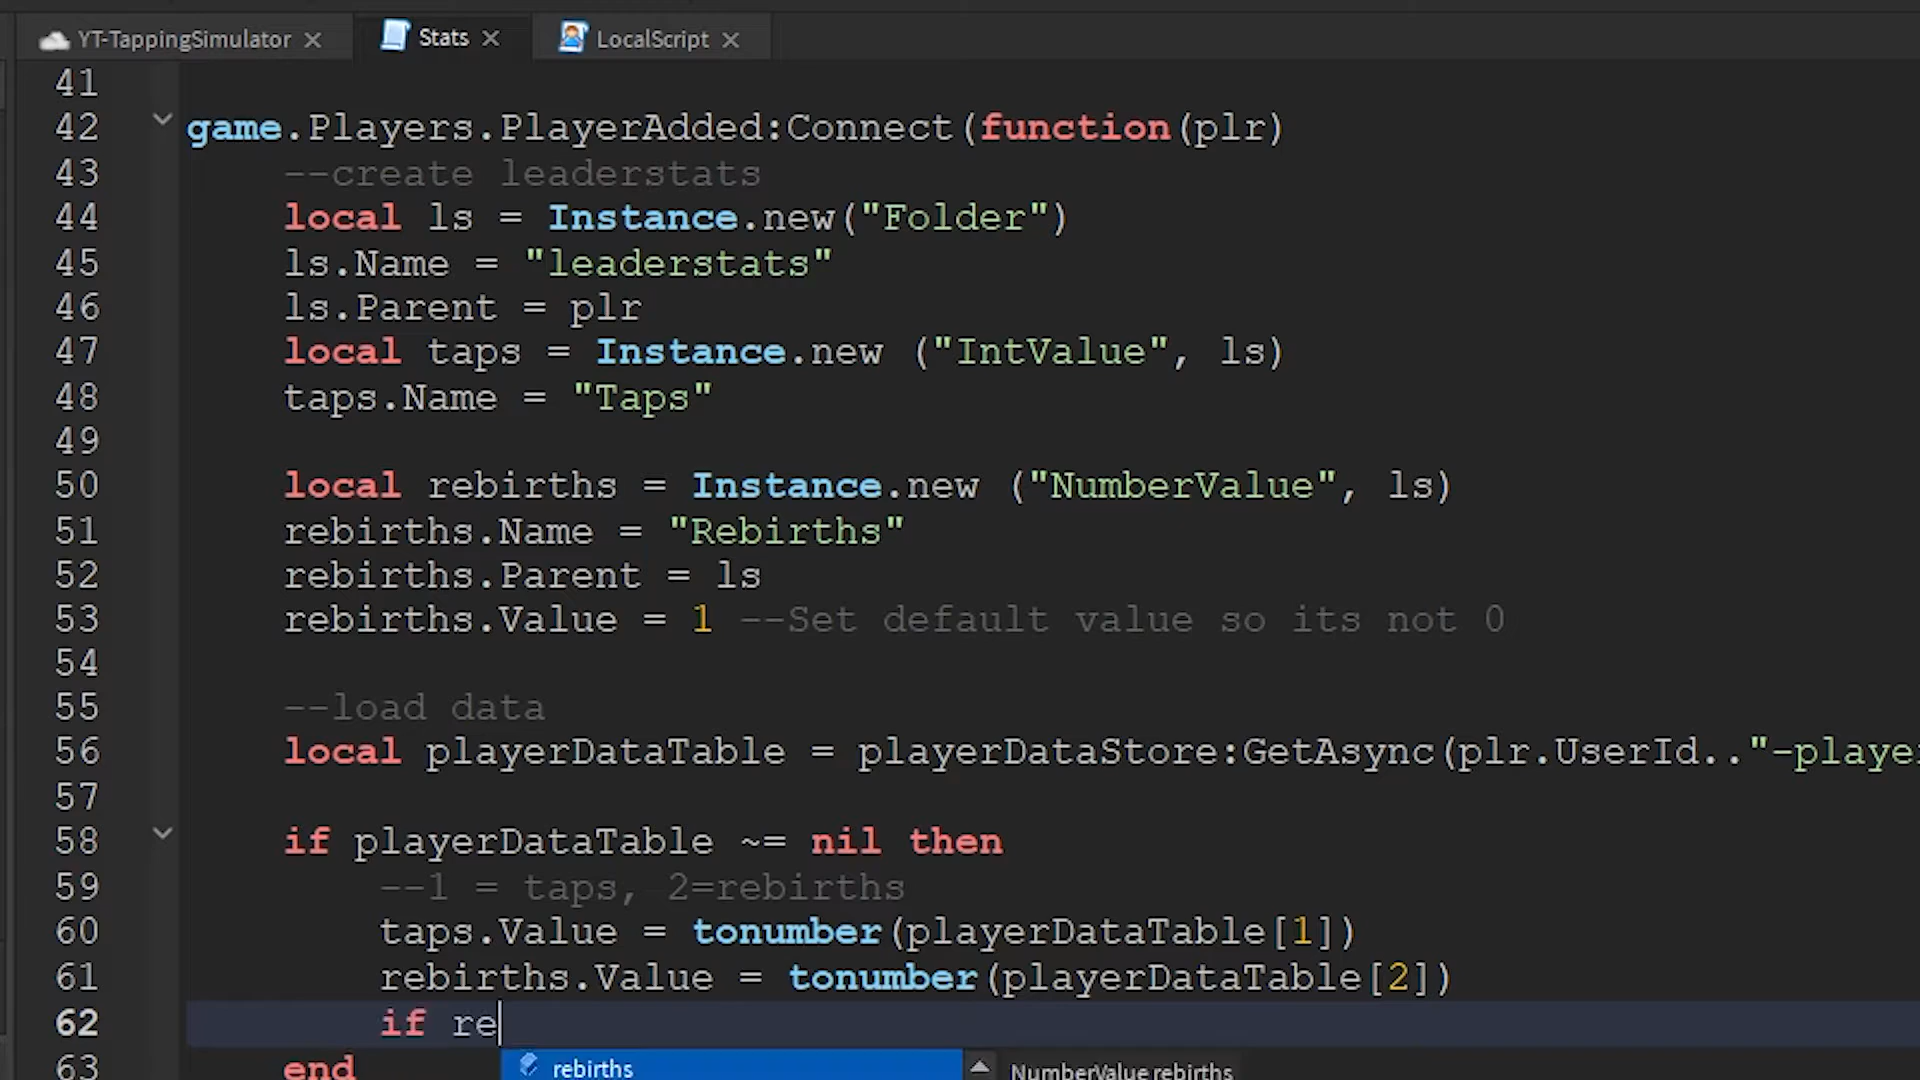 YT-TappingSimulator × Stats × LocalScript ×
41
42 game.Players.PlayerAdded:Connect(function(plr)
43 --create leaderstats
44 local ls = Instance.new("Folder")
45 ls.Name = "leaderstats"
46 ls.Parent = plr
47 local taps = Instance.new ("IntValue", ls)
48 taps.Name = "Taps"
49
50 local rebirths = Instance.new ("NumberValue", ls)
51 rebirths.Name = "Rebirths"
52 rebirths.Parent = ls
53 rebirths.Value = 1 --Set default value so its not 0
54
55 --load data
56 local playerDataTable = playerDataStore:GetAsync(plr.UserId.."-player
57
58 if playerDataTable ~= nil then
59 --1 = taps, 2=rebirths
60 taps.Value = tonumber(playerDataTable[1])
61 rebirths.Value = tonumber(playerDataTable[2])
62 if re
63 end
rebirths NumberValue rebirths